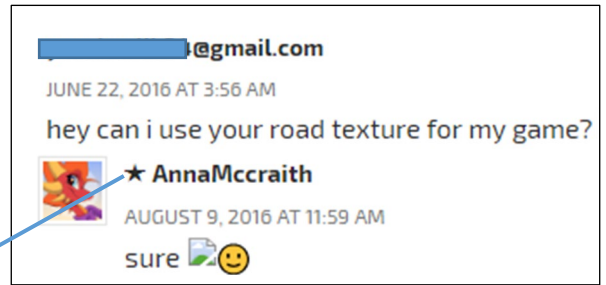 @gmail.com
JUNE 22, 2016 AT 3:56 AM
hey can i use your road texture for my game?
★ AnnaMccraith
AUGUST 9, 2016 AT 11:59 AM
sure 🙂